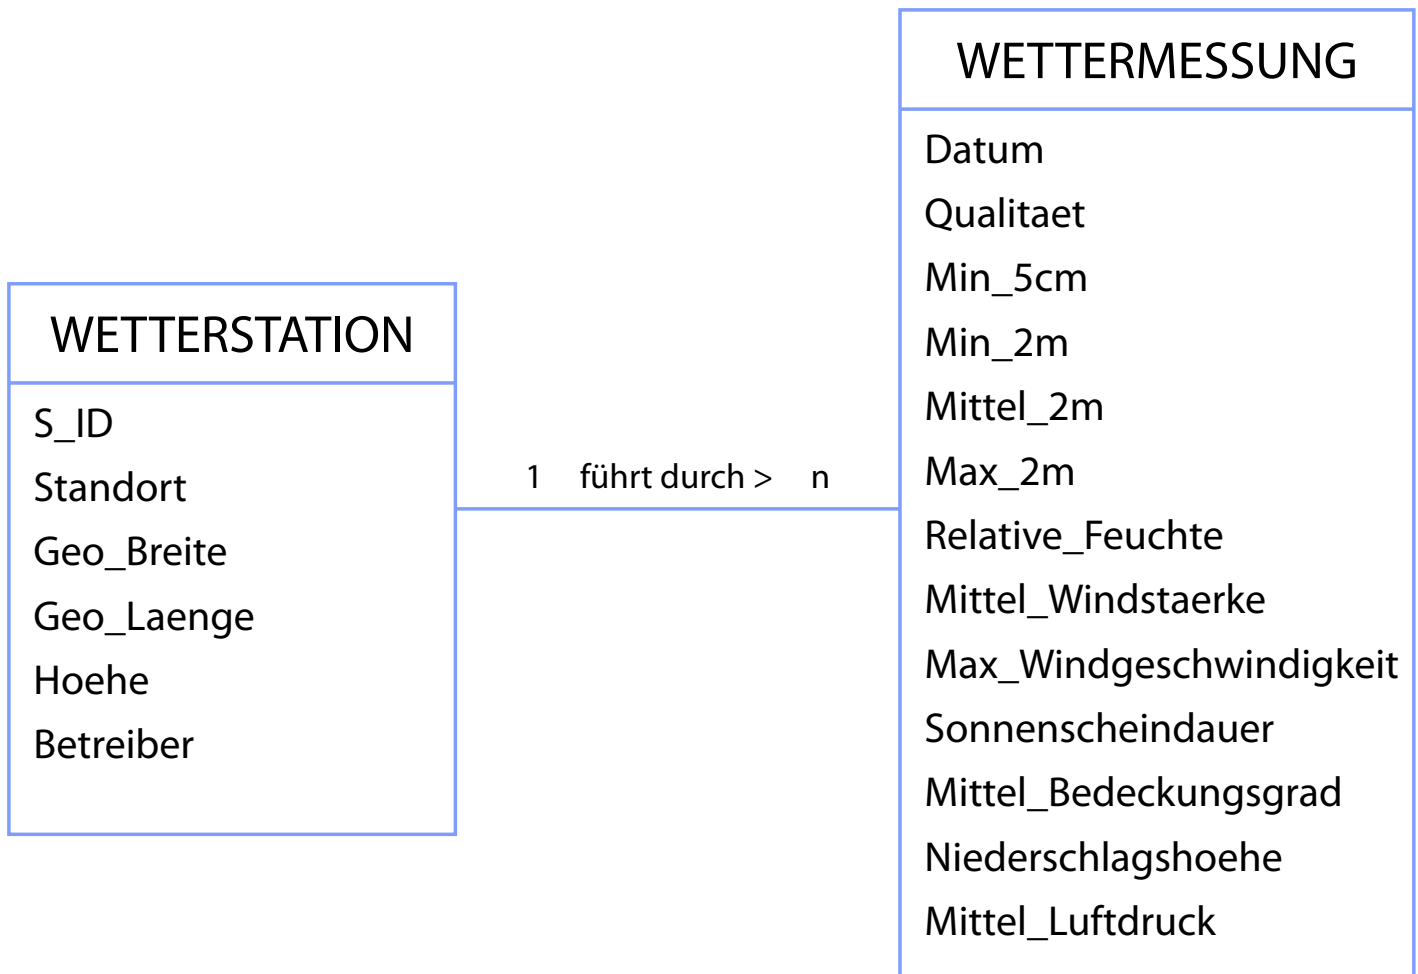 WETTERSTATION
S_ID
Standort
Geo_Breite
Geo_Laenge
Hoehe
Betreiber
1 führt durch > n
WETTERMESSUNG
Datum
Qualitaet
Min_5cm
Min_2m
Mittel_2m
Max_2m
Relative_Feuchte
Mittel_Windstaerke
Max_Windgeschwindigkeit
Sonnenscheindauer
Mittel_Bedeckungsgrad
Niederschlagshoehe
Mittel_Luftdruck